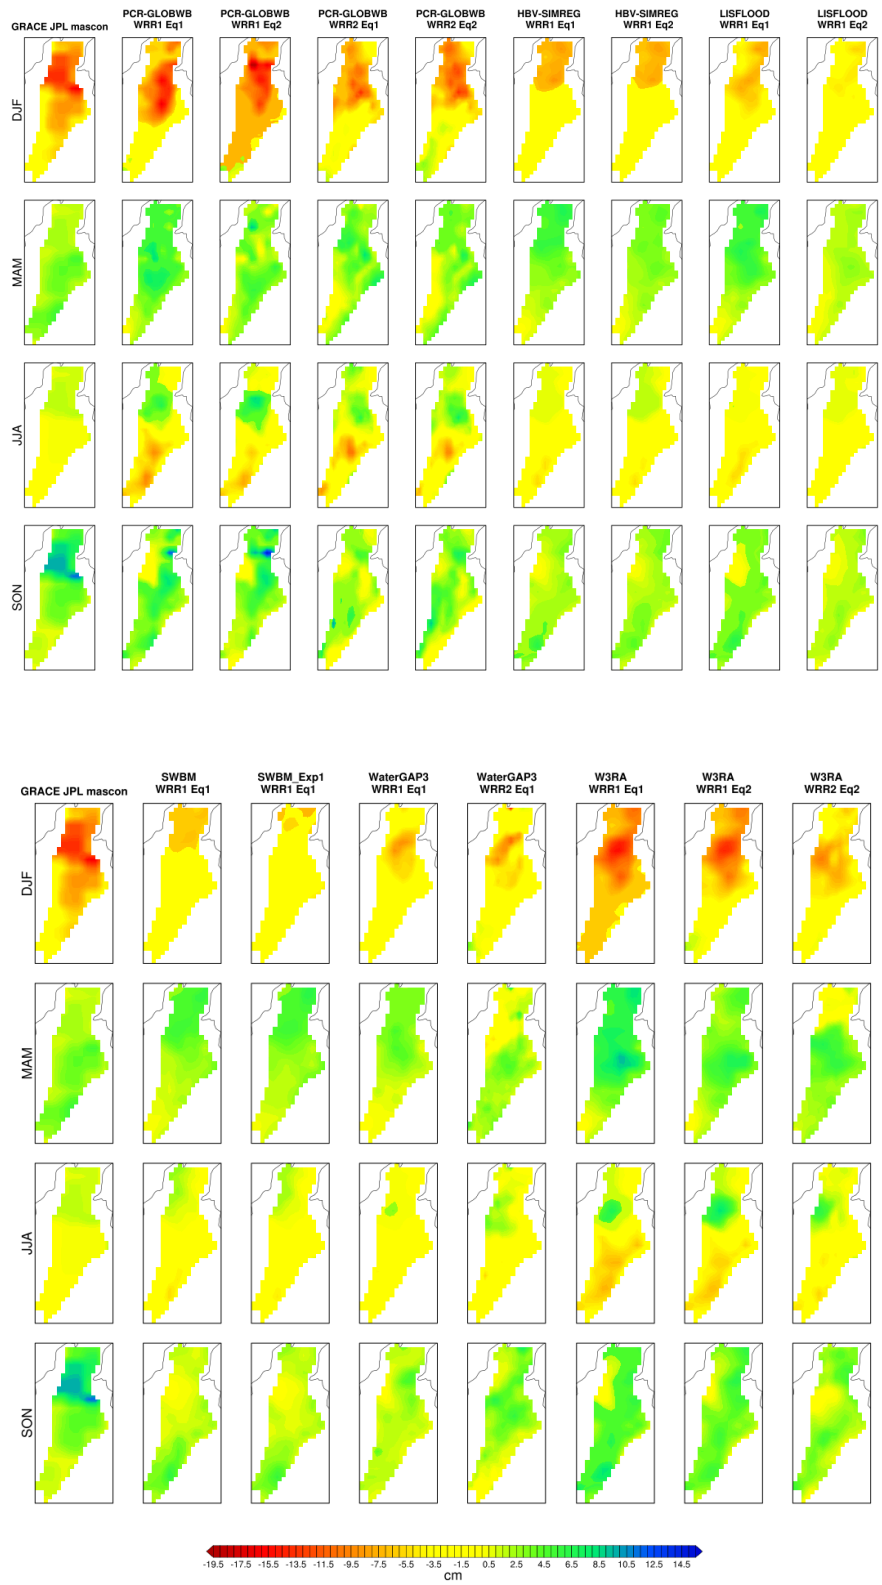 GRACE JPL mascon
PCR-GLOBWB
WRR1 Eq1
PCR-GLOBWB
WRR1 Eq2
PCR-GLOBWB
WRR2 Eq1
PCR-GLOBWB
WRR2 Eq2
HBV-SIMREG
WRR1 Eq1
HBV-SIMREG
WRR1 Eq2
LISFLOOD
WRR1 Eq1
LISFLOOD
WRR1 Eq2
DJF
MAM
JJA
SON
GRACE JPL mascon
SWBM
WRR1 Eq1
SWBM_Exp1
WRR1 Eq1
WaterGAP3
WRR1 Eq1
WaterGAP3
WRR2 Eq1
W3RA
WRR1 Eq1
W3RA
WRR1 Eq2
W3RA
WRR2 Eq2
DJF
MAM
JJA
SON
-19.5 -17.5 -15.5 -13.5 -11.5 -9.5 -7.5 -5.5 -3.5 -1.5 0.5 2.5 4.5 6.5 8.5 10.5 12.5 14.5
cm